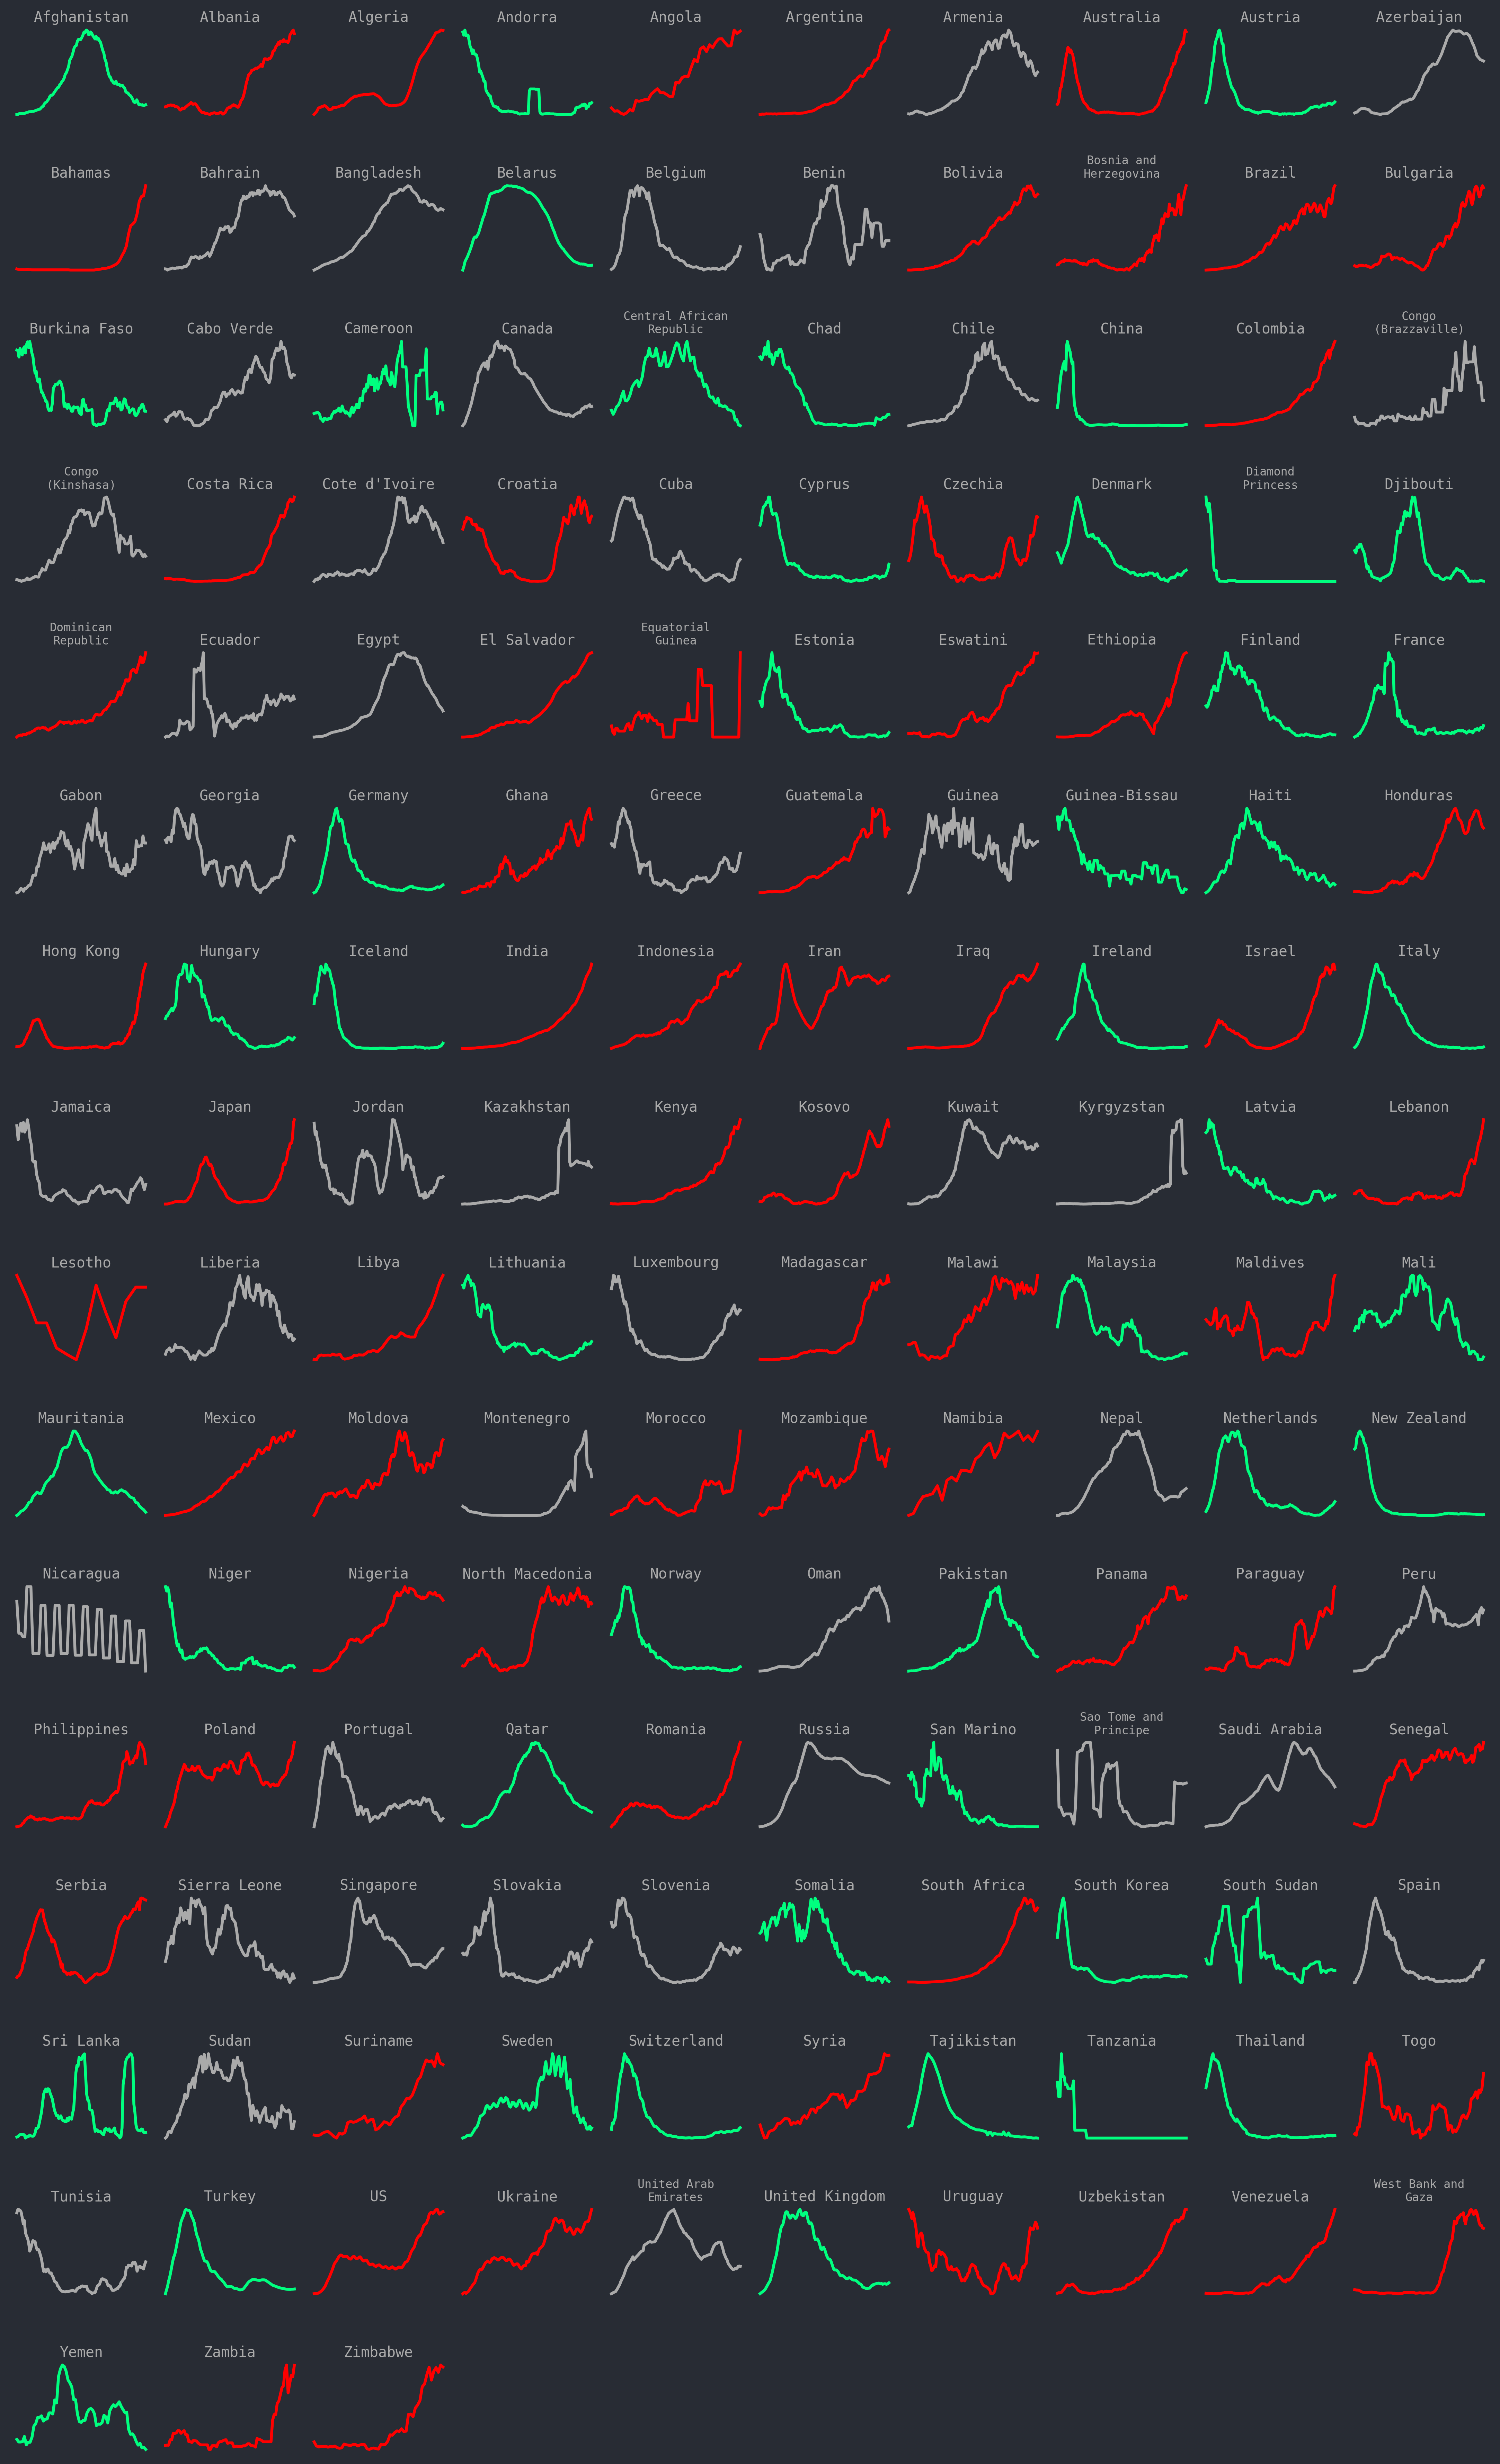 Afghanistan
Albania
Algeria
Andorra
Angola
Argentina
Armenia
Australia
Austria
Azerbaijan
Bahamas
Bahrain
Bangladesh
Belarus
Belgium
Benin
Bolivia
Bosnia and
Herzegovina
Brazil
Bulgaria
Burkina Faso
Cabo Verde
Cameroon
Canada
Central African
Republic
Chad
Chile
China
Colombia
Congo
(Brazzaville)
Congo
(Kinshasa)
Costa Rica
Cote d'Ivoire
Croatia
Cuba
Cyprus
Czechia
Denmark
Diamond
Princess
Djibouti
Dominican
Republic
Ecuador
Egypt
El Salvador
Equatorial
Guinea
Estonia
Eswatini
Ethiopia
Finland
France
Gabon
Georgia
Germany
Ghana
Greece
Guatemala
Guinea
Guinea-Bissau
Haiti
Honduras
Hong Kong
Hungary
Iceland
India
Indonesia
Iran
Iraq
Ireland
Israel
Italy
Jamaica
Japan
Jordan
Kazakhstan
Kenya
Kosovo
Kuwait
Kyrgyzstan
Latvia
Lebanon
Lesotho
Liberia
Libya
Lithuania
Luxembourg
Madagascar
Malawi
Malaysia
Maldives
Mali
Mauritania
Mexico
Moldova
Montenegro
Morocco
Mozambique
Namibia
Nepal
Netherlands
New Zealand
Nicaragua
Niger
Nigeria
North Macedonia
Norway
Oman
Pakistan
Panama
Paraguay
Peru
Philippines
Poland
Portugal
Qatar
Romania
Russia
San Marino
Sao Tome and
Principe
Saudi Arabia
Senegal
Serbia
Sierra Leone
Singapore
Slovakia
Slovenia
Somalia
South Africa
South Korea
South Sudan
Spain
Sri Lanka
Sudan
Suriname
Sweden
Switzerland
Syria
Tajikistan
Tanzania
Thailand
Togo
Tunisia
Turkey
US
Ukraine
United Arab
Emirates
United Kingdom
Uruguay
Uzbekistan
Venezuela
West Bank and
Gaza
Yemen
Zambia
Zimbabwe